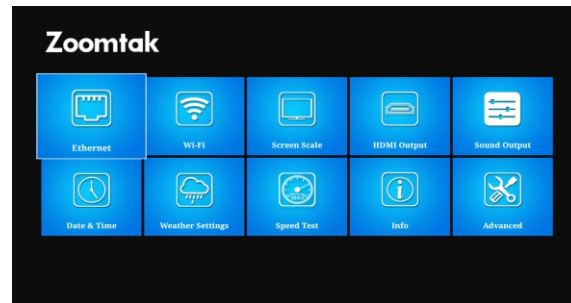 Zoomtak
Ethernet
Wi-Fi
Screen Scale
HDMI Output
Sound Output
Date & Time
Weather Settings
Speed Test
Info
Advanced